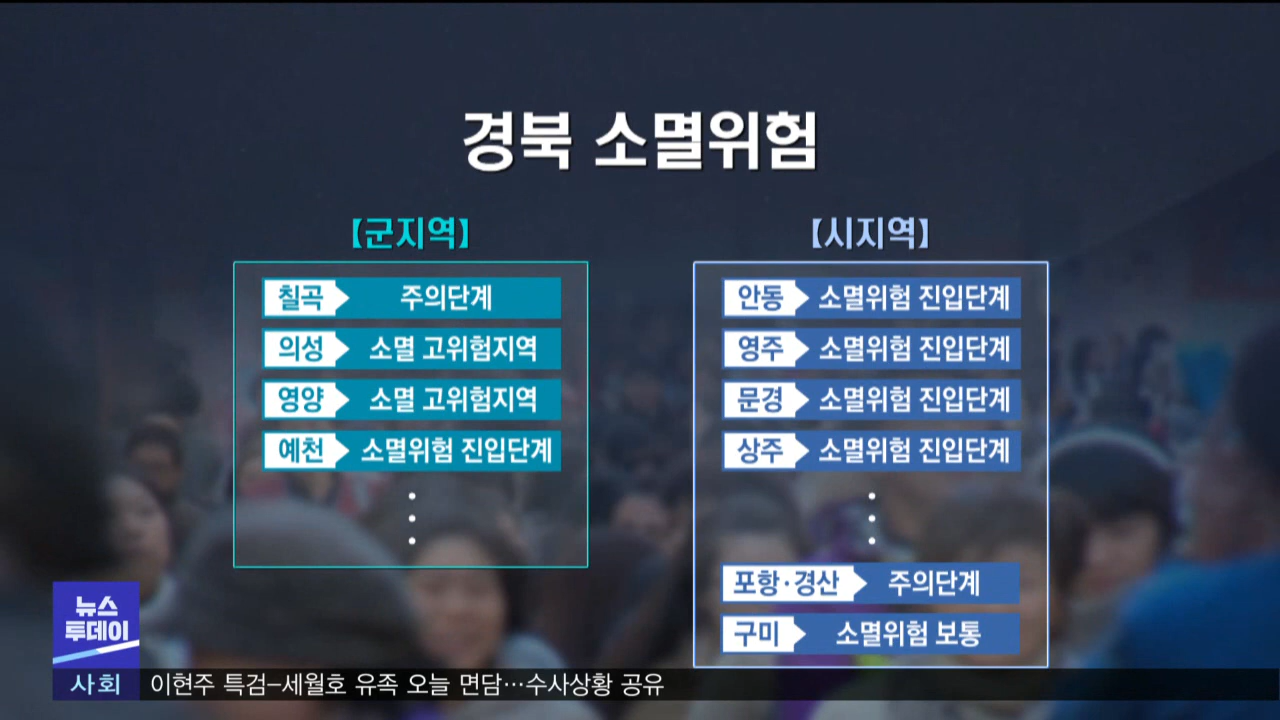 경북 소멸위험
【군지역】
칠곡 주의단계
의성 소멸 고위험지역
영양 소멸 고위험지역
예천 소멸위험 진입단계
【시지역】
안동 소멸위험 진입단계
영주 소멸위험 진입단계
문경 소멸위험 진입단계
상주 소멸위험 진입단계
포항·경산 주의단계
구미 소멸위험 보통
뉴스
투데이
사회 이현주 특검-세월호 유족 오늘 면담…수사상황 공유